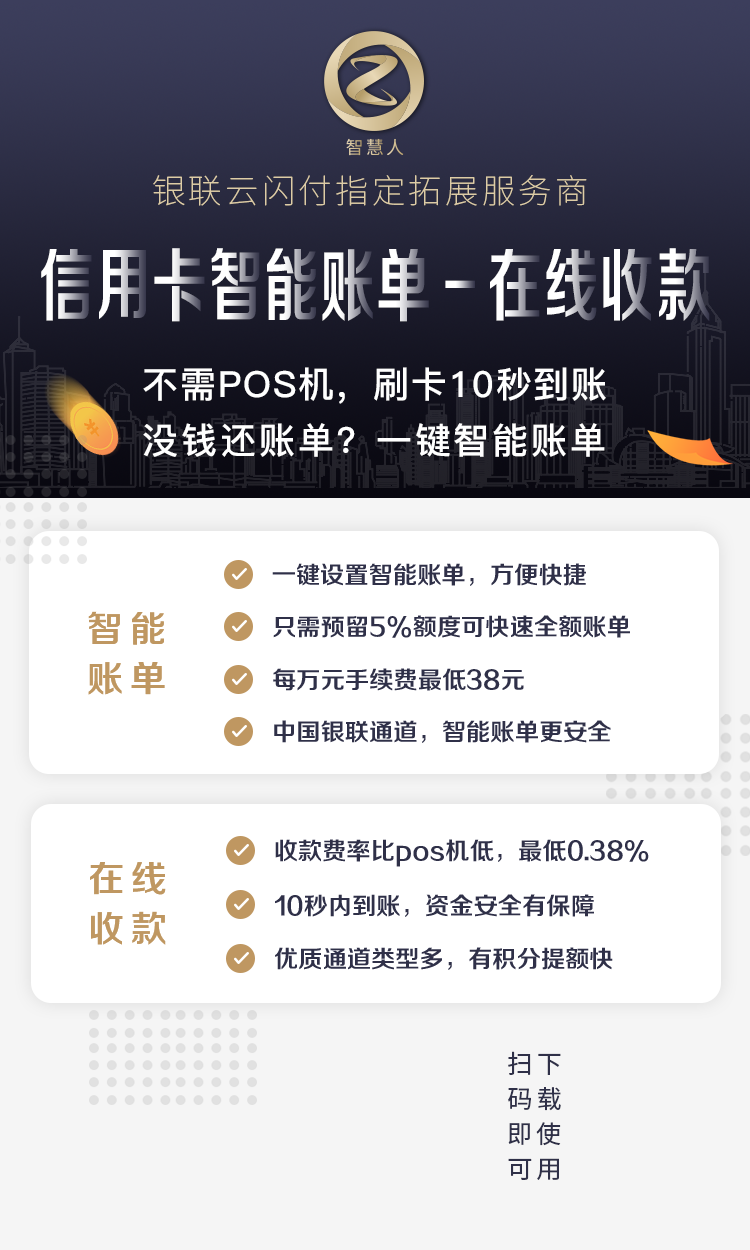 智慧人
银联云闪付指定拓展服务商
信用卡智能账单-在线收款
不需POS机，刷卡10秒到账
没钱还账单？一键智能账单
智能
账单
一键设置智能账单，方便快捷
只需预留5%额度可快速全额账单
每万元手续费最低38元
中国银联通道，智能账单更安全
在线
收款
收款费率比pos机低，最低0.38%
10秒内到账，资金安全有保障
优质通道类型多，有积分提额快
扫下
码载
即使
可用